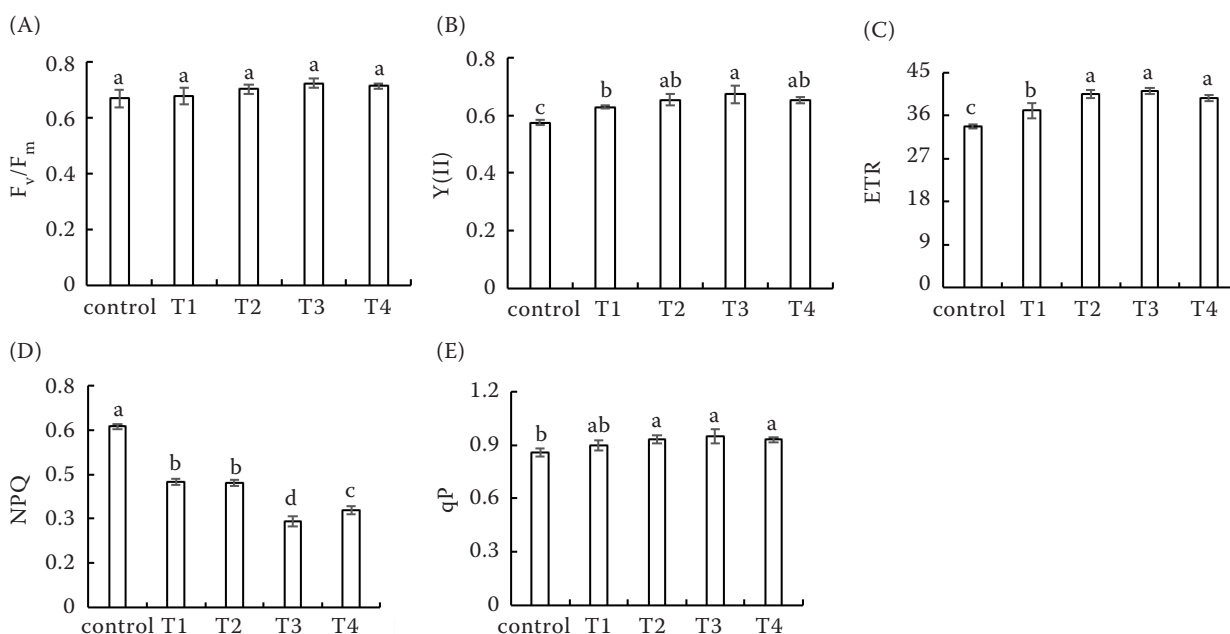 (A)
a a a a a
0.8
0.6
0.4
0.2
0
Fv/Fm
control T1 T2 T3 T4
(B)
c b ab a ab
0.8
0.6
0.4
0.2
0
Y(II)
control T1 T2 T3 T4
(C)
c b a a a
45
36
27
18
9
0
ETR
control T1 T2 T3 T4
(D)
a b b d c
0.8
0.6
0.5
0.3
0.2
0
NPQ
control T1 T2 T3 T4
(E)
b ab a a a
1.2
0.9
0.6
0.3
0
qP
control T1 T2 T3 T4